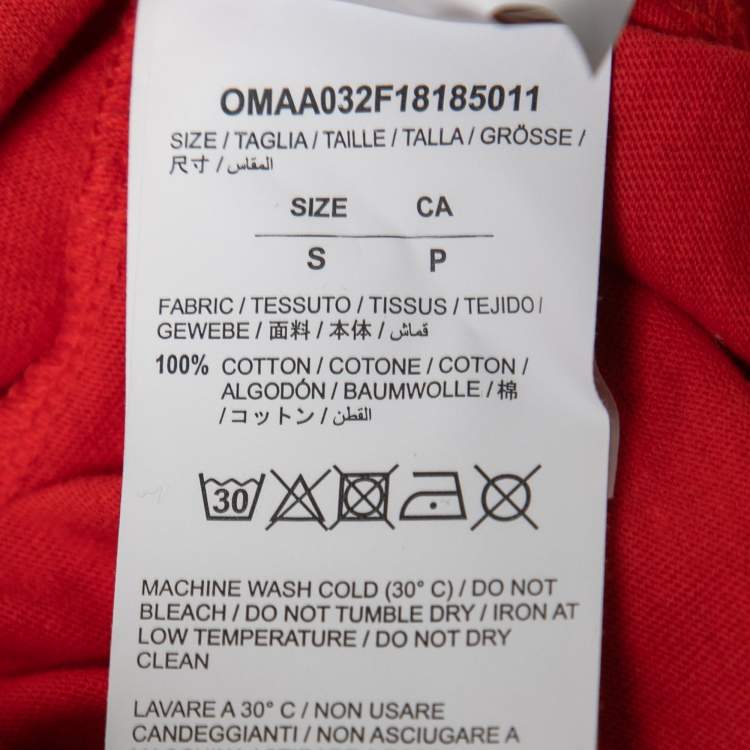 OMAA032F18185011
SIZE / TAGLIA / TAILLE / TALLA / GRÖSSE /
尺寸 / المقاس
SIZE CA
S P
FABRIC / TESSUTO / TISSUS / TEJIDO /
GEWEBE / 面料 / 本体 / قماش
100% COTTON / COTONE / COTON /
ALGODÓN / BAUMWOLLE / 棉
/ コットン / القطن
30
MACHINE WASH COLD (30° C) / DO NOT
BLEACH / DO NOT TUMBLE DRY / IRON AT
LOW TEMPERATURE / DO NOT DRY
CLEAN
LAVARE A 30° C / NON USARE
CANDEGGIANTI / NON ASCIUGARE A